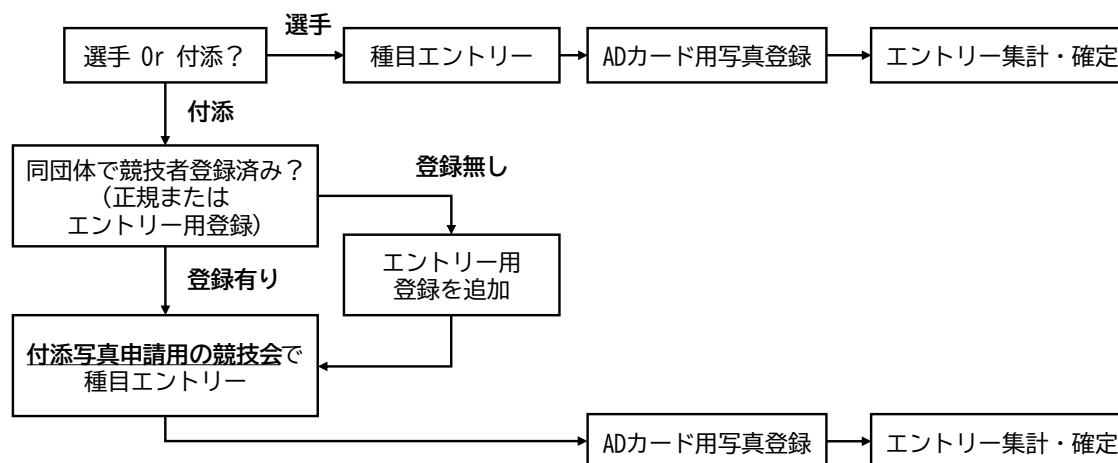 選手
選手 Or 付添？
種目エントリー
ADカード用写真登録
エントリー集計・確定
付添
同団体で競技者登録済み？
（正規または
エントリー用登録）
登録無し
エントリー用
登録を追加
登録有り
付添写真申請用の競技会で
種目エントリー
ADカード用写真登録
エントリー集計・確定